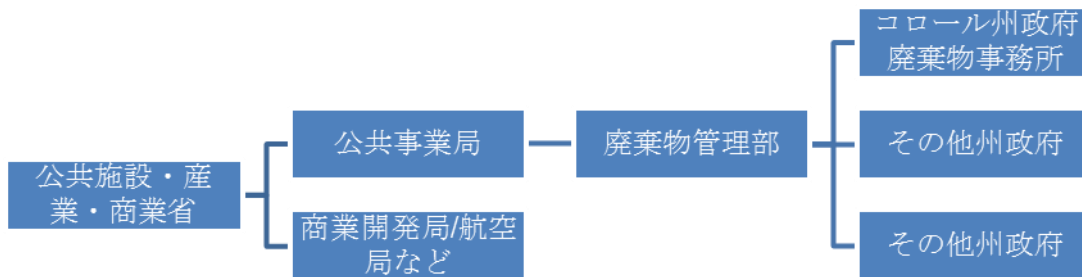 公共施設・産
業・商業省
公共事業局
商業開発局/航空
局など
廃棄物管理部
コロール州政府
廃棄物事務所
その他州政府
その他州政府